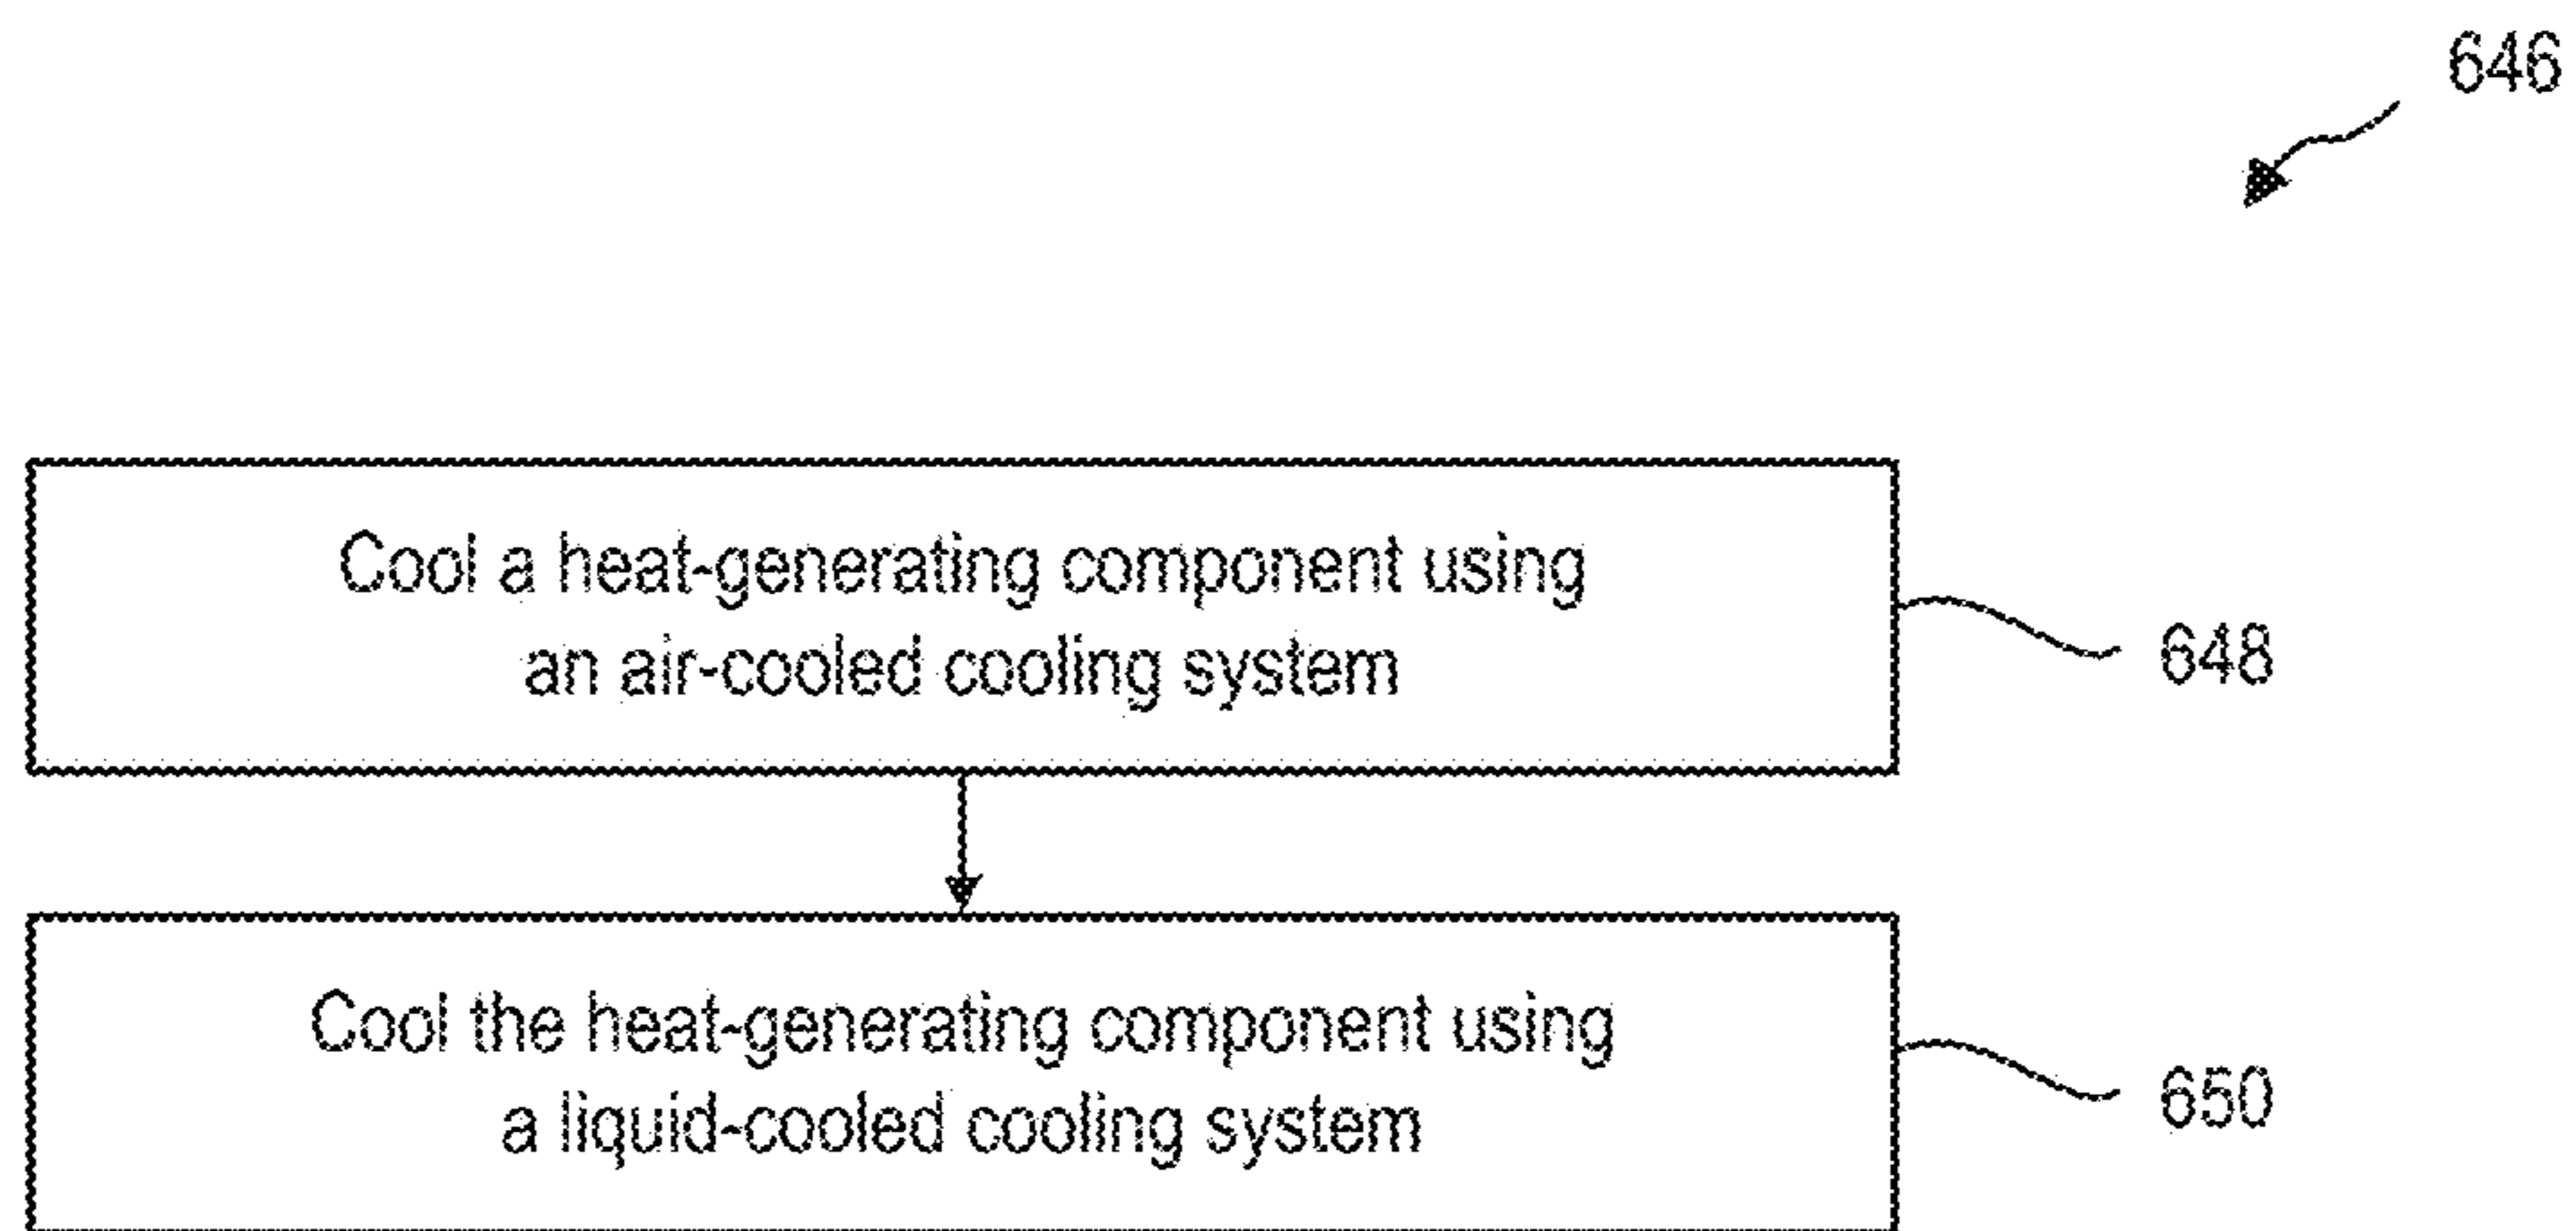 646
Cool a heat-generating component using
an air-cooled cooling system
648
Cool the heat-generating component using
a liquid-cooled cooling system
650